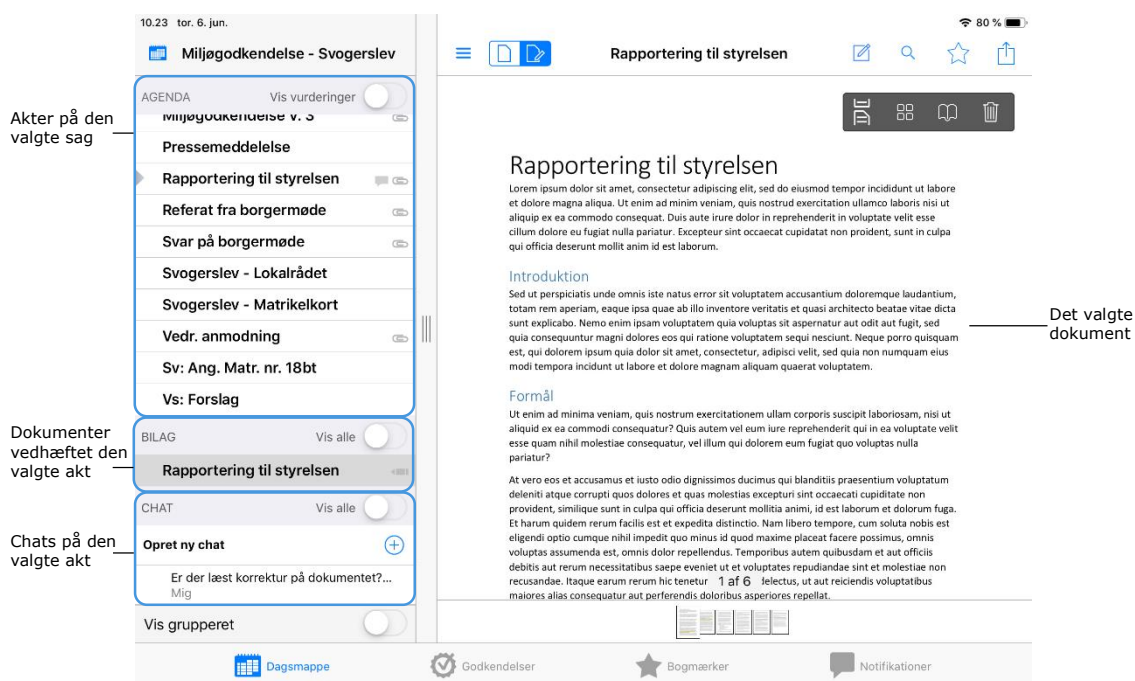 10.23 tor. 6. jun.
80 %
Miljøgodkendelse - Svogerslev
Rapportering til styrelsen
Akter på den
valgte sag
AGENDA Vis vurderinger
Miljøgodkendelse v. S
Pressemeddelelse
Rapportering til styrelsen
Referat fra borgermøde
Svar på borgermøde
Svogerslev - Lokalrådet
Svogerslev - Matrikelkort
Vedr. anmodning
Sv: Ang. Matr. nr. 18bt
Vs: Forslag
Dokumenter
vedhæftet den
valgte akt
BILAG Vis alle
Rapportering til styrelsen
Chats på den
valgte akt
CHAT Vis alle
Opret ny chat
Er der læst korrektur på dokumentet?...
Mig
Vis grupperet
Rapportering til styrelsen
Lorem ipsum dolor sit amet, consectetur adipiscing elit, sed do eiusmod tempor incididunt ut labore
et dolore magna aliqua. Ut enim ad minim veniam, quis nostrud exercitation ullamco laboris nisi ut
aliquip ex ea commodo consequat. Duis aute irure dolor in reprehenderit in voluptate velit esse
cillum dolore eu fugiat nulla pariatur. Excepteur sint occaecat cupidatat non proident, sunt in culpa
qui officia deserunt mollit anim id est laborum.
Introduktion
Sed ut perspiciatis unde omnis iste natus error sit voluptatem accusantium doloremque laudantium,
totam rem aperiam, eaque ipsa quae ab illo inventore veritatis et quasi architecto beatae vitae dicta
sunt explicabo. Nemo enim ipsam voluptatem quia voluptas sit aspernatur aut odit aut fugit, sed
quia consequuntur magni dolores eos qui ratione voluptatem sequi nesciunt. Neque porro quisquam
est, qui dolorem ipsum quia dolor sit amet, consectetur, adipisci velit, sed quia non numquam eius
modi tempora incidunt ut labore et dolore magnam aliquam quaerat voluptatem.
Formål
Ut enim ad minima veniam, quis nostrum exercitationem ullam corporis suscipit laboriosam, nisi ut
aliquid ex ea commodi consequatur? Quis autem vel eum iure reprehenderit qui in ea voluptate velit
esse quam nihil molestiae consequatur, vel illum qui dolorem eum fugiat quo voluptas nulla
pariatur?
At vero eos et accusamus et iusto odio dignissimos ducimus qui blanditiis praesentium voluptatum
deleniti atque corrupti quos dolores et quas molestias excepturi sint occaecati cupiditate non
provident, similique sunt in culpa qui officia deserunt mollitia animi, id est laborum et dolorum fuga.
Et harum quidem rerum facilis est et expedita distinctio. Nam libero tempore, cum soluta nobis est
eligendi optio cumque nihil impedit quo minus id quod maxime placeat facere possimus, omnis
voluptas assumenda est, omnis dolor repellendus. Temporibus autem quibusdam et aut officiis
debitis aut rerum necessitatibus saepe eveniet ut et voluptates repudiandae sint et molestiae non
recusandae. Itaque earum rerum hic tenetur 1 af 6 delectus, ut aut reiciendis voluptatibus
maiores alias consequatur aut perferendis doloribus asperiores repellat.
Det valgte
dokument
Dagsmappe
Godkendelser
Bogmærker
Notifikationer